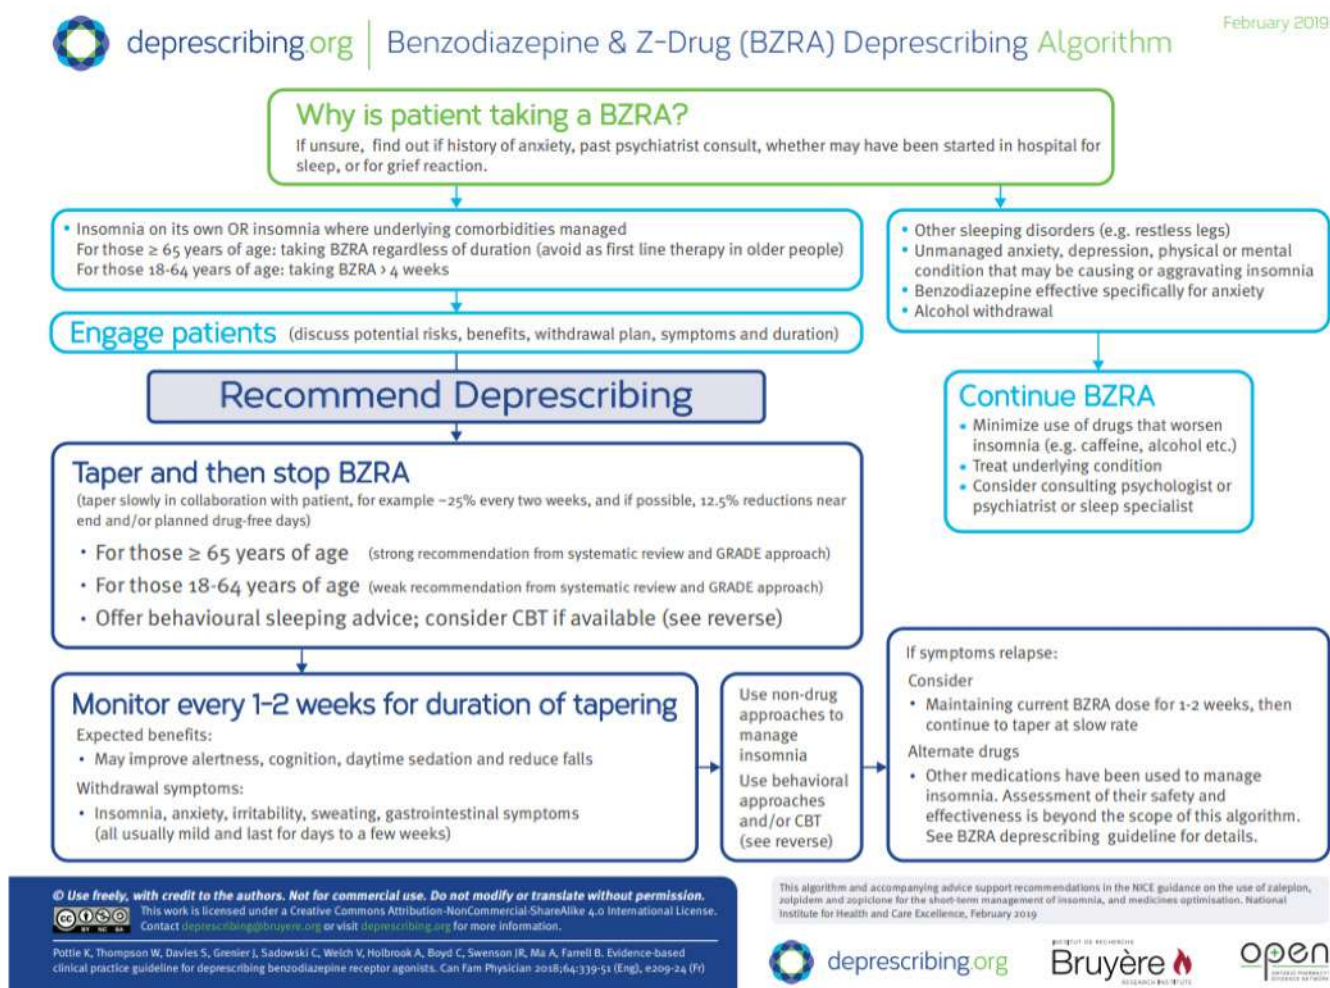 February 2019
deprescribing.org | Benzodiazepine & Z-Drug (BZRA) Deprescribing Algorithm
Why is patient taking a BZRA?
If unsure, find out if history of anxiety, past psychiatrist consult, whether may have been started in hospital for
sleep, or for grief reaction.
• Insomnia on its own OR insomnia where underlying comorbidities managed
For those ≥ 65 years of age: taking BZRA regardless of duration (avoid as first line therapy in older people)
For those 18-64 years of age: taking BZRA > 4 weeks
Engage patients (discuss potential risks, benefits, withdrawal plan, symptoms and duration)
Recommend Deprescribing
Taper and then stop BZRA
(taper slowly in collaboration with patient, for example ~25% every two weeks, and if possible, 12.5% reductions near
end and/or planned drug-free days)
• For those ≥ 65 years of age (strong recommendation from systematic review and GRADE approach)
• For those 18-64 years of age (weak recommendation from systematic review and GRADE approach)
• Offer behavioural sleeping advice; consider CBT if available (see reverse)
• Other sleeping disorders (e.g. restless legs)
• Unmanaged anxiety, depression, physical or mental
condition that may be causing or aggravating insomnia
• Benzodiazepine effective specifically for anxiety
• Alcohol withdrawal
Continue BZRA
• Minimize use of drugs that worsen
insomnia (e.g. caffeine, alcohol etc.)
• Treat underlying condition
• Consider consulting psychologist or
psychiatrist or sleep specialist
Monitor every 1-2 weeks for duration of tapering
Expected benefits:
• May improve alertness, cognition, daytime sedation and reduce falls
Withdrawal symptoms:
• Insomnia, anxiety, irritability, sweating, gastrointestinal symptoms
(all usually mild and last for days to a few weeks)
Use non-drug
approaches to
manage
insomnia
Use behavioral
approaches
and/or CBT
(see reverse)
If symptoms relapse:
Consider
• Maintaining current BZRA dose for 1-2 weeks, then
continue to taper at slow rate
Alternate drugs
• Other medications have been used to manage
insomnia. Assessment of their safety and
effectiveness is beyond the scope of this algorithm.
See BZRA deprescribing guideline for details.
© Use freely, with credit to the authors. Not for commercial use. Do not modify or translate without permission.
This work is licensed under a Creative Commons Attribution-NonCommercial-ShareAlike 4.0 International License.
Contact deprescribing@bruyere.org or visit deprescribing.org for more information.
cc
BY NC SA
Pottie K, Thompson W, Davies S, Grenier J, Sadowski C, Welch V, Holbrook A, Boyd C, Swenson JR, Ma A, Farrell B. Evidence-based
clinical practice guideline for deprescribing benzodiazepine receptor agonists. Can Fam Physician 2018;64:339-51 (Eng), e209-24 (Fr)
This algorithm and accompanying advice support recommendations in the NICE guidance on the use of zaleplon,
zolpidem and zopiclone for the short-term management of insomnia, and medicines optimisation. National
Institute for Health and Care Excellence, February 2019
deprescribing.org
INSTITUT DE RECHERCHE
Bruyère
RESEARCH INSTITUTE
open
ONTARIO PHARMACY
EVIDENCE NETWORK